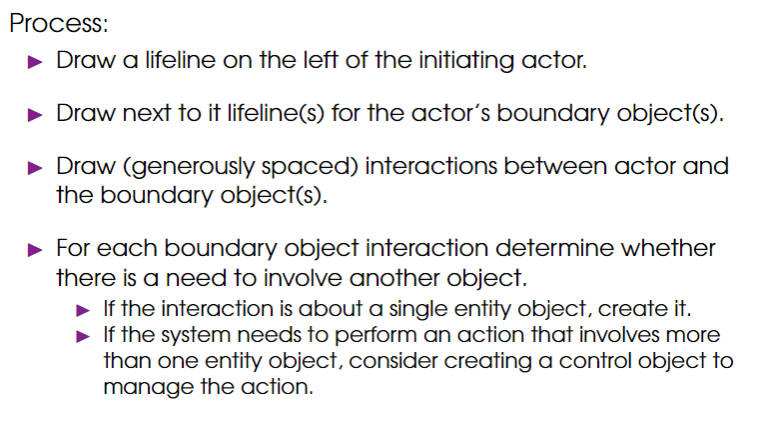 Process:
Draw a lifeline on the left of the initiating actor.
Draw next to it lifeline(s) for the actor's boundary object(s).
Draw (generously spaced) interactions between actor and
the boundary object(s).
For each boundary object interaction determine whether
there is a need to involve another object.
If the interaction is about a single entity object, create it.
If the system needs to perform an action that involves more
than one entity object, consider creating a control object to
manage the action.